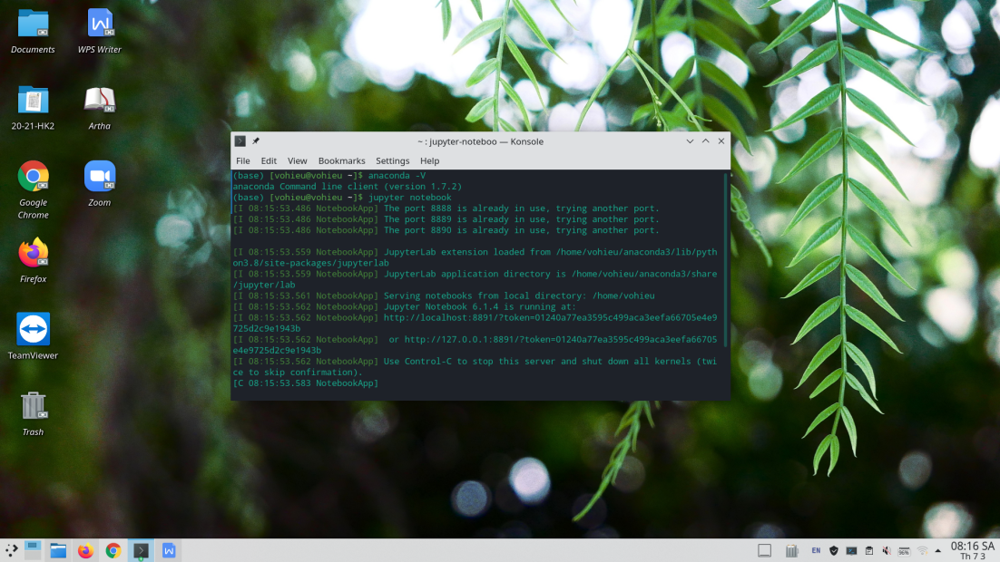 Documents
WPS Writer
20-21-HK2
Artha
Google
Chrome
Zoom
Firefox
TeamViewer
Trash
~ : jupyter-noteboo — Konsole
File Edit View Bookmarks Settings Help
(base) [vohieu@vohieu ~]$ anaconda -V
anaconda Command line client (version 1.7.2)
(base) [vohieu@vohieu ~]$ jupyter notebook
[I 08:15:53.486 NotebookApp] The port 8888 is already in use, trying another port.
[I 08:15:53.486 NotebookApp] The port 8889 is already in use, trying another port.
[I 08:15:53.486 NotebookApp] The port 8890 is already in use, trying another port.
[I 08:15:53.559 NotebookApp] JupyterLab extension loaded from /home/vohieu/anaconda3/lib/pyth
on3.8/site-packages/jupyterlab
[I 08:15:53.559 NotebookApp] JupyterLab application directory is /home/vohieu/anaconda3/share
/jupyter/lab
[I 08:15:53.561 NotebookApp] Serving notebooks from local directory: /home/vohieu
[I 08:15:53.562 NotebookApp] Jupyter Notebook 6.1.4 is running at:
[I 08:15:53.562 NotebookApp] http://localhost:8891/?token=01240a77ea3595c499aca3eefa66705e4e9
725d2c9e1943b
[I 08:15:53.562 NotebookApp]  or http://127.0.0.1:8891/?token=01240a77ea3595c499aca3eefa66705
e4e9725d2c9e1943b
[I 08:15:53.562 NotebookApp] Use Control-C to stop this server and shut down all kernels (twi
ce to skip confirmation).
[C 08:15:53.583 NotebookApp]
EN
96%
08:16 SA
Th 7 3